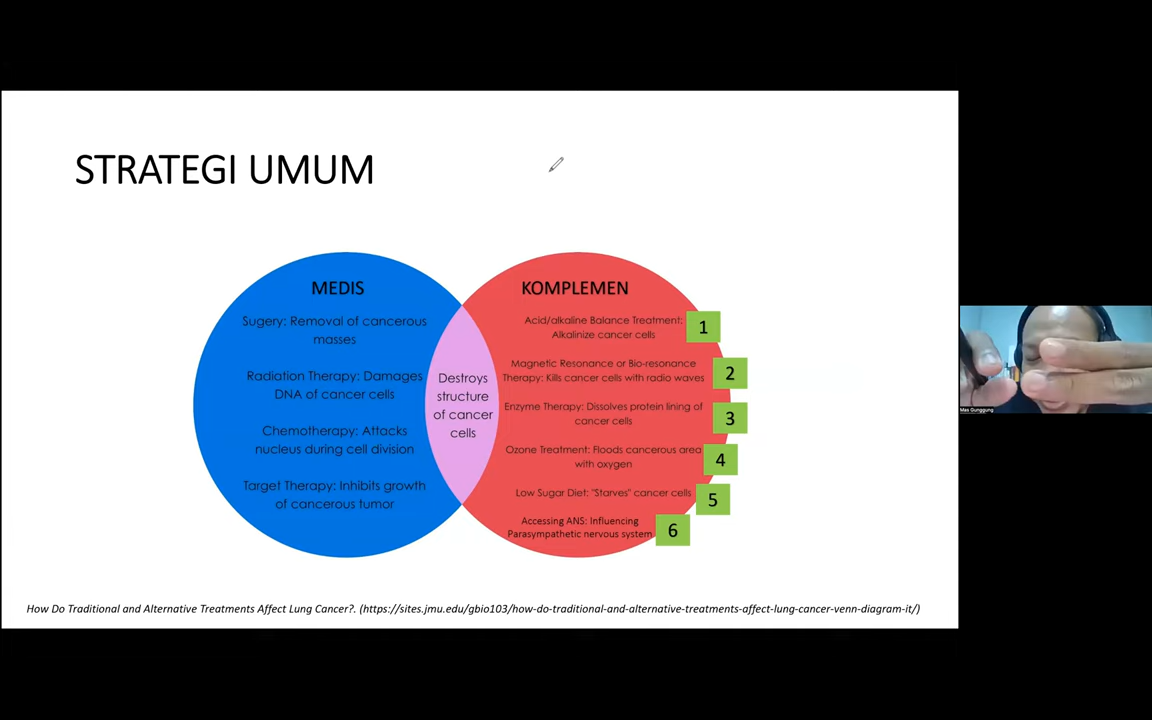 STRATEGI UMUM
MEDIS
Sugery: Removal of cancerous
masses
Radiation Therapy: Damages
DNA of cancer cells
Chemotherapy: Attacks
nucleus during cell division
Target Therapy: Inhibits growth
of cancerous tumor
Destroys
structure
of cancer
cells
KOMPLEMEN
Acid/alkaline Balance Treatment:
Alkalinize cancer cells
1
Magnetic Resonance or Bio-resonance
Therapy: Kills cancer cells with radio waves
2
Enzyme Therapy: Dissolves protein lining of
cancer cells
3
Ozone Treatment: Floods cancerous area
with oxygen
4
Low Sugar Diet: "Starves" cancer cells
5
Accessing ANS: Influencing
Parasympathetic nervous system
6
How Do Traditional and Alternative Treatments Affect Lung Cancer?. (https://sites.jmu.edu/gbio103/how-do-traditional-and-alternative-treatments-affect-lung-cancer-venn-diagram-it/)
Mas Gunggung